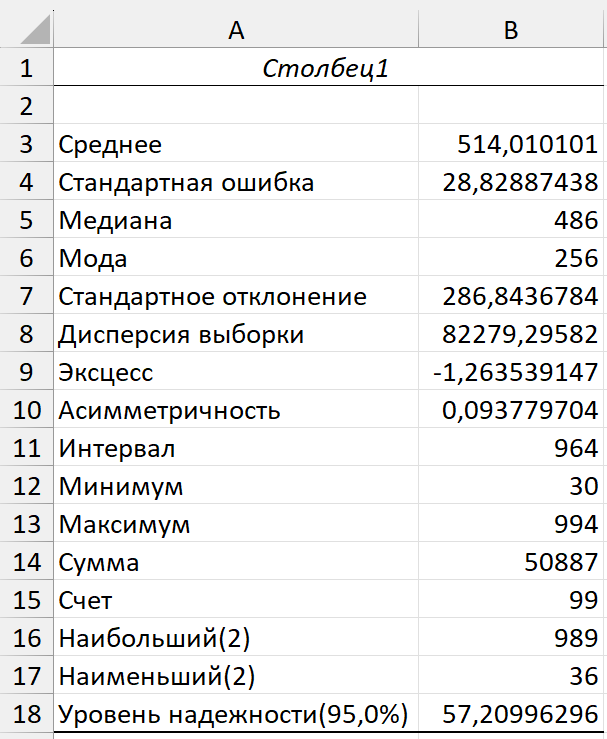 A B
1 Столбец1
2
3 Среднее 514,010101
4 Стандартная ошибка 28,82887438
5 Медиана 486
6 Мода 256
7 Стандартное отклонение 286,8436784
8 Дисперсия выборки 82279,29582
9 Эксцесс -1,263539147
10 Асимметричность 0,093779704
11 Интервал 964
12 Минимум 30
13 Максимум 994
14 Сумма 50887
15 Счет 99
16 Наибольший(2) 989
17 Наименьший(2) 36
18 Уровень надежности(95,0%) 57,20996296